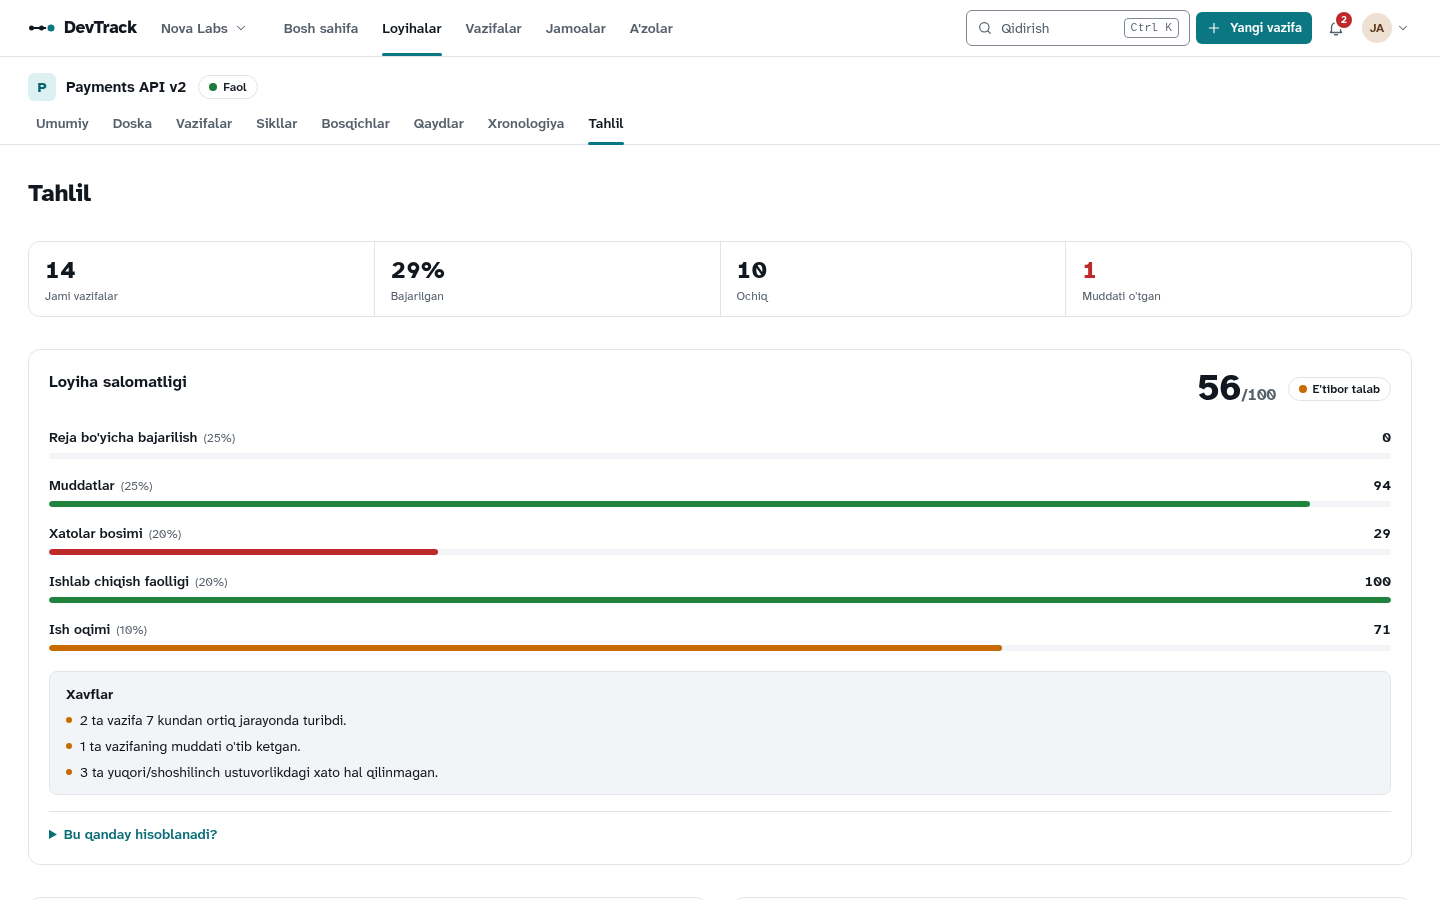 DevTrack Nova Labs Bosh sahifa Loyihalar Vazifalar Jamoalar A'zolar Qidirish Ctrl K Yangi vazifa 2 JA
P Payments API v2 Faol
Umumiy Doska Vazifalar Sikllar Bosqichlar Qaydlar Xronologiya Tahlil
Tahlil
14 29% 10 1
Jami vazifalar Bajarilgan Ochiq Muddati o'tgan
Loyiha salomatligi 56/100 E'tibor talab
Reja bo'yicha bajarilish (25%) 0
Muddatlar (25%) 94
Xatolar bosimi (20%) 29
Ishlab chiqish faolligi (20%) 100
Ish oqimi (10%) 71
Xavflar
2 ta vazifa 7 kundan ortiq jarayonda turibdi.
1 ta vazifaning muddati o'tib ketgan.
3 ta yuqori/shoshilinch ustuvorlikdagi xato hal qilinmagan.
Bu qanday hisoblanadi?